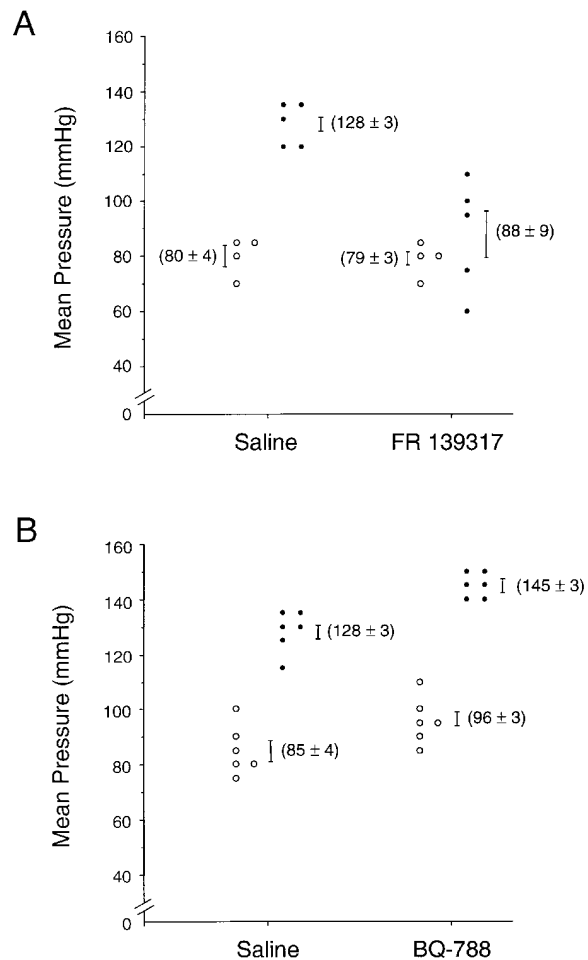 A
Mean Pressure (mmHg)
160
140
120
100
80
60
40
0
(128 ± 3)
(80 ± 4)
(79 ± 3)
(88 ± 9)
Saline
FR 139317
B
Mean Pressure (mmHg)
160
140
120
100
80
60
40
0
(145 ± 3)
(128 ± 3)
(96 ± 3)
(85 ± 4)
Saline
BQ-788